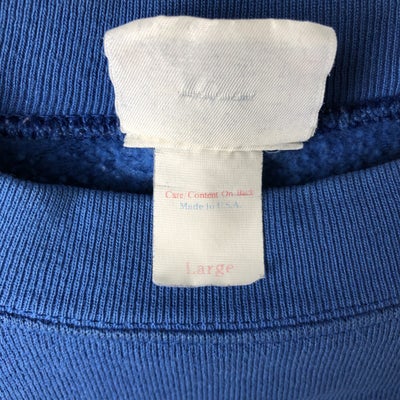 Care, Content On Back
Made in U.S.A.
Large